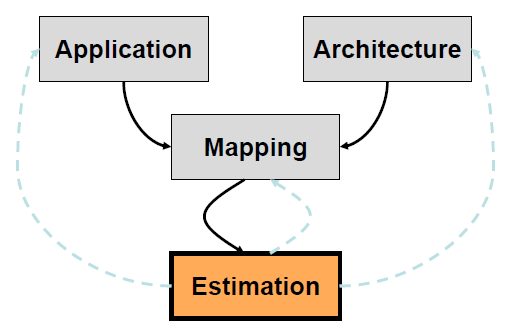 Application
Architecture
Mapping
Estimation